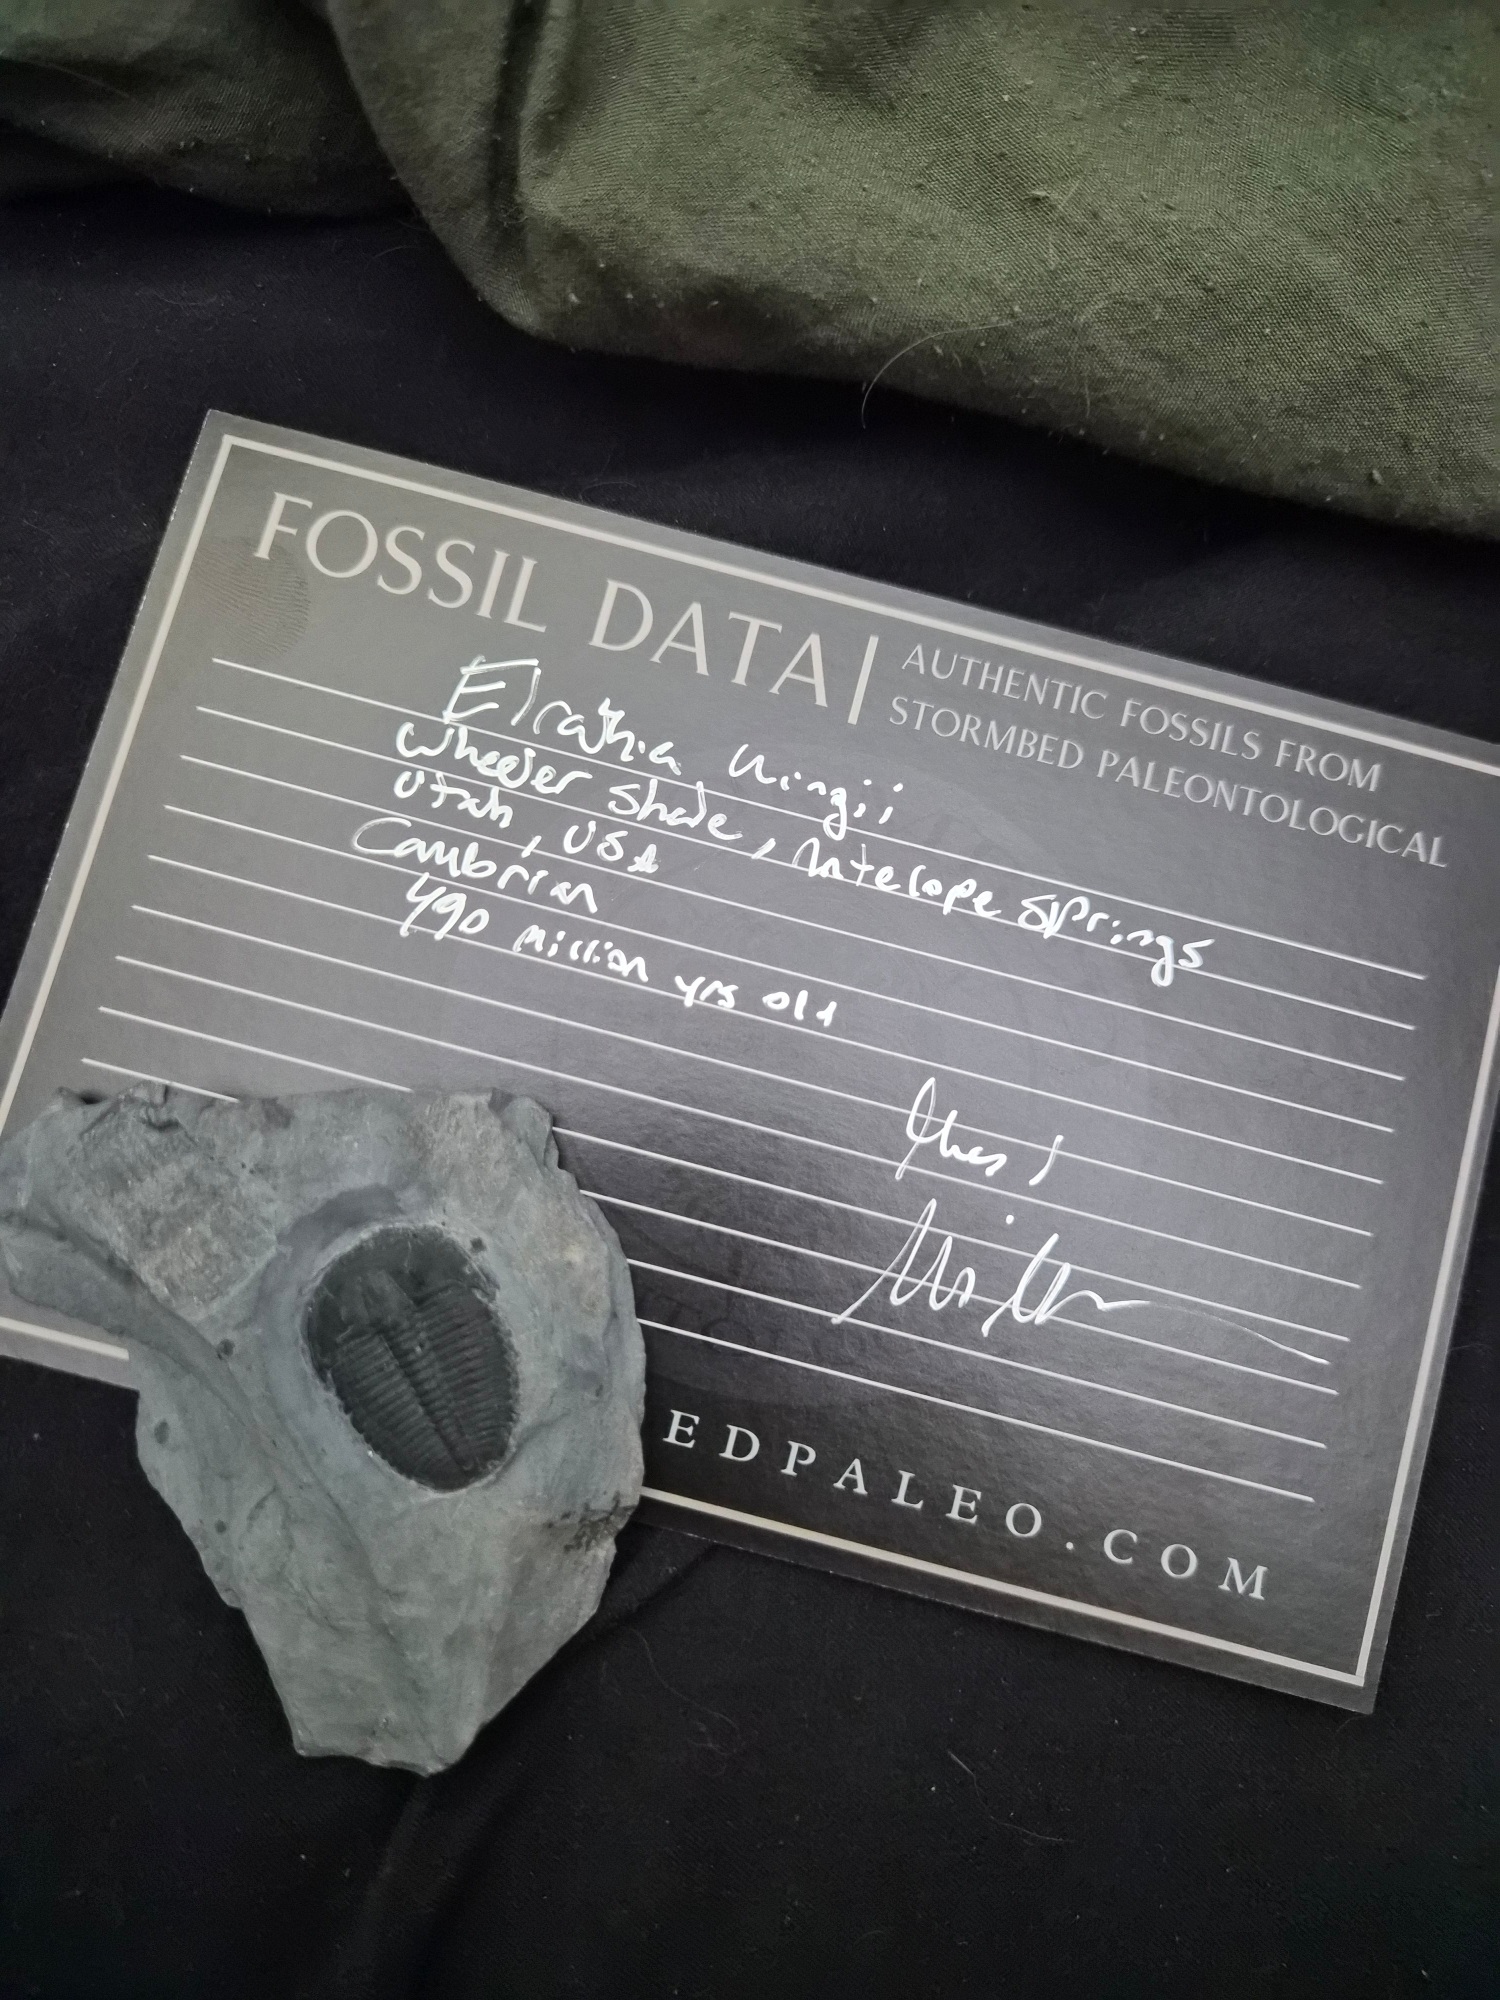 FOSSIL DATA
AUTHENTIC FOSSILS FROM
STORMBED PALEONTOLOGICAL
Elrathia kingii
Wheeler Shale, Antelope Springs
Utah, USA
Cambrian
490 Million yrs old
EDPALEO.COM